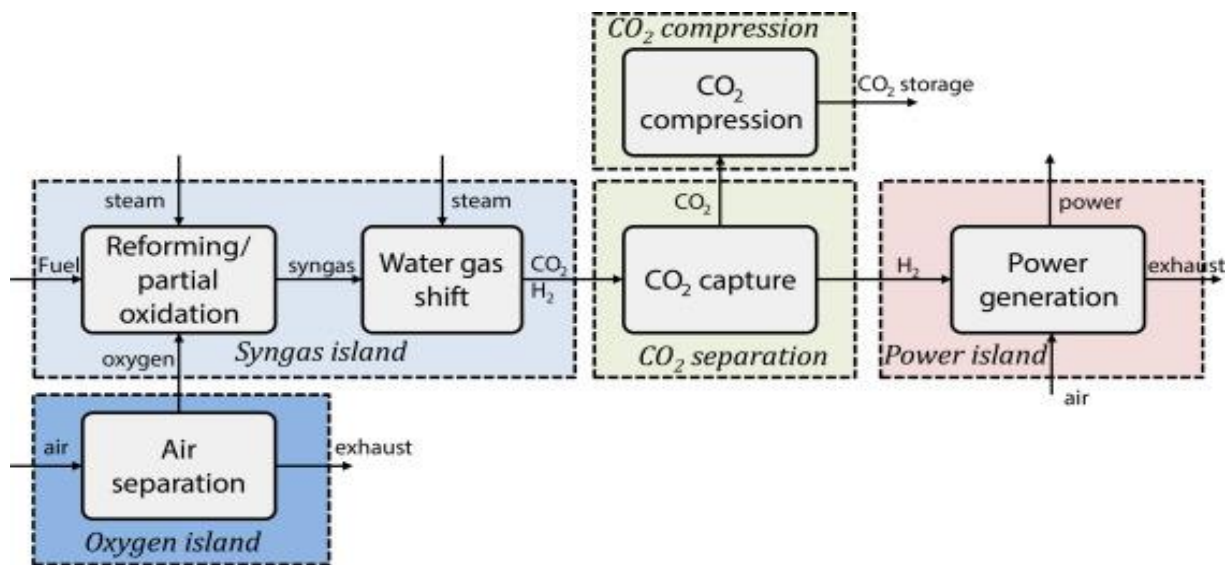 CO₂ compression
CO₂
compression
CO₂ storage
steam
steam
CO₂
power
Fuel
Reforming/
partial
oxidation
syngas
Water gas
shift
CO₂
H₂
CO₂ capture
H₂
Power
generation
exhaust
oxygen
Syngas island
CO₂ separation
Power island
air
air
Air
separation
exhaust
Oxygen island